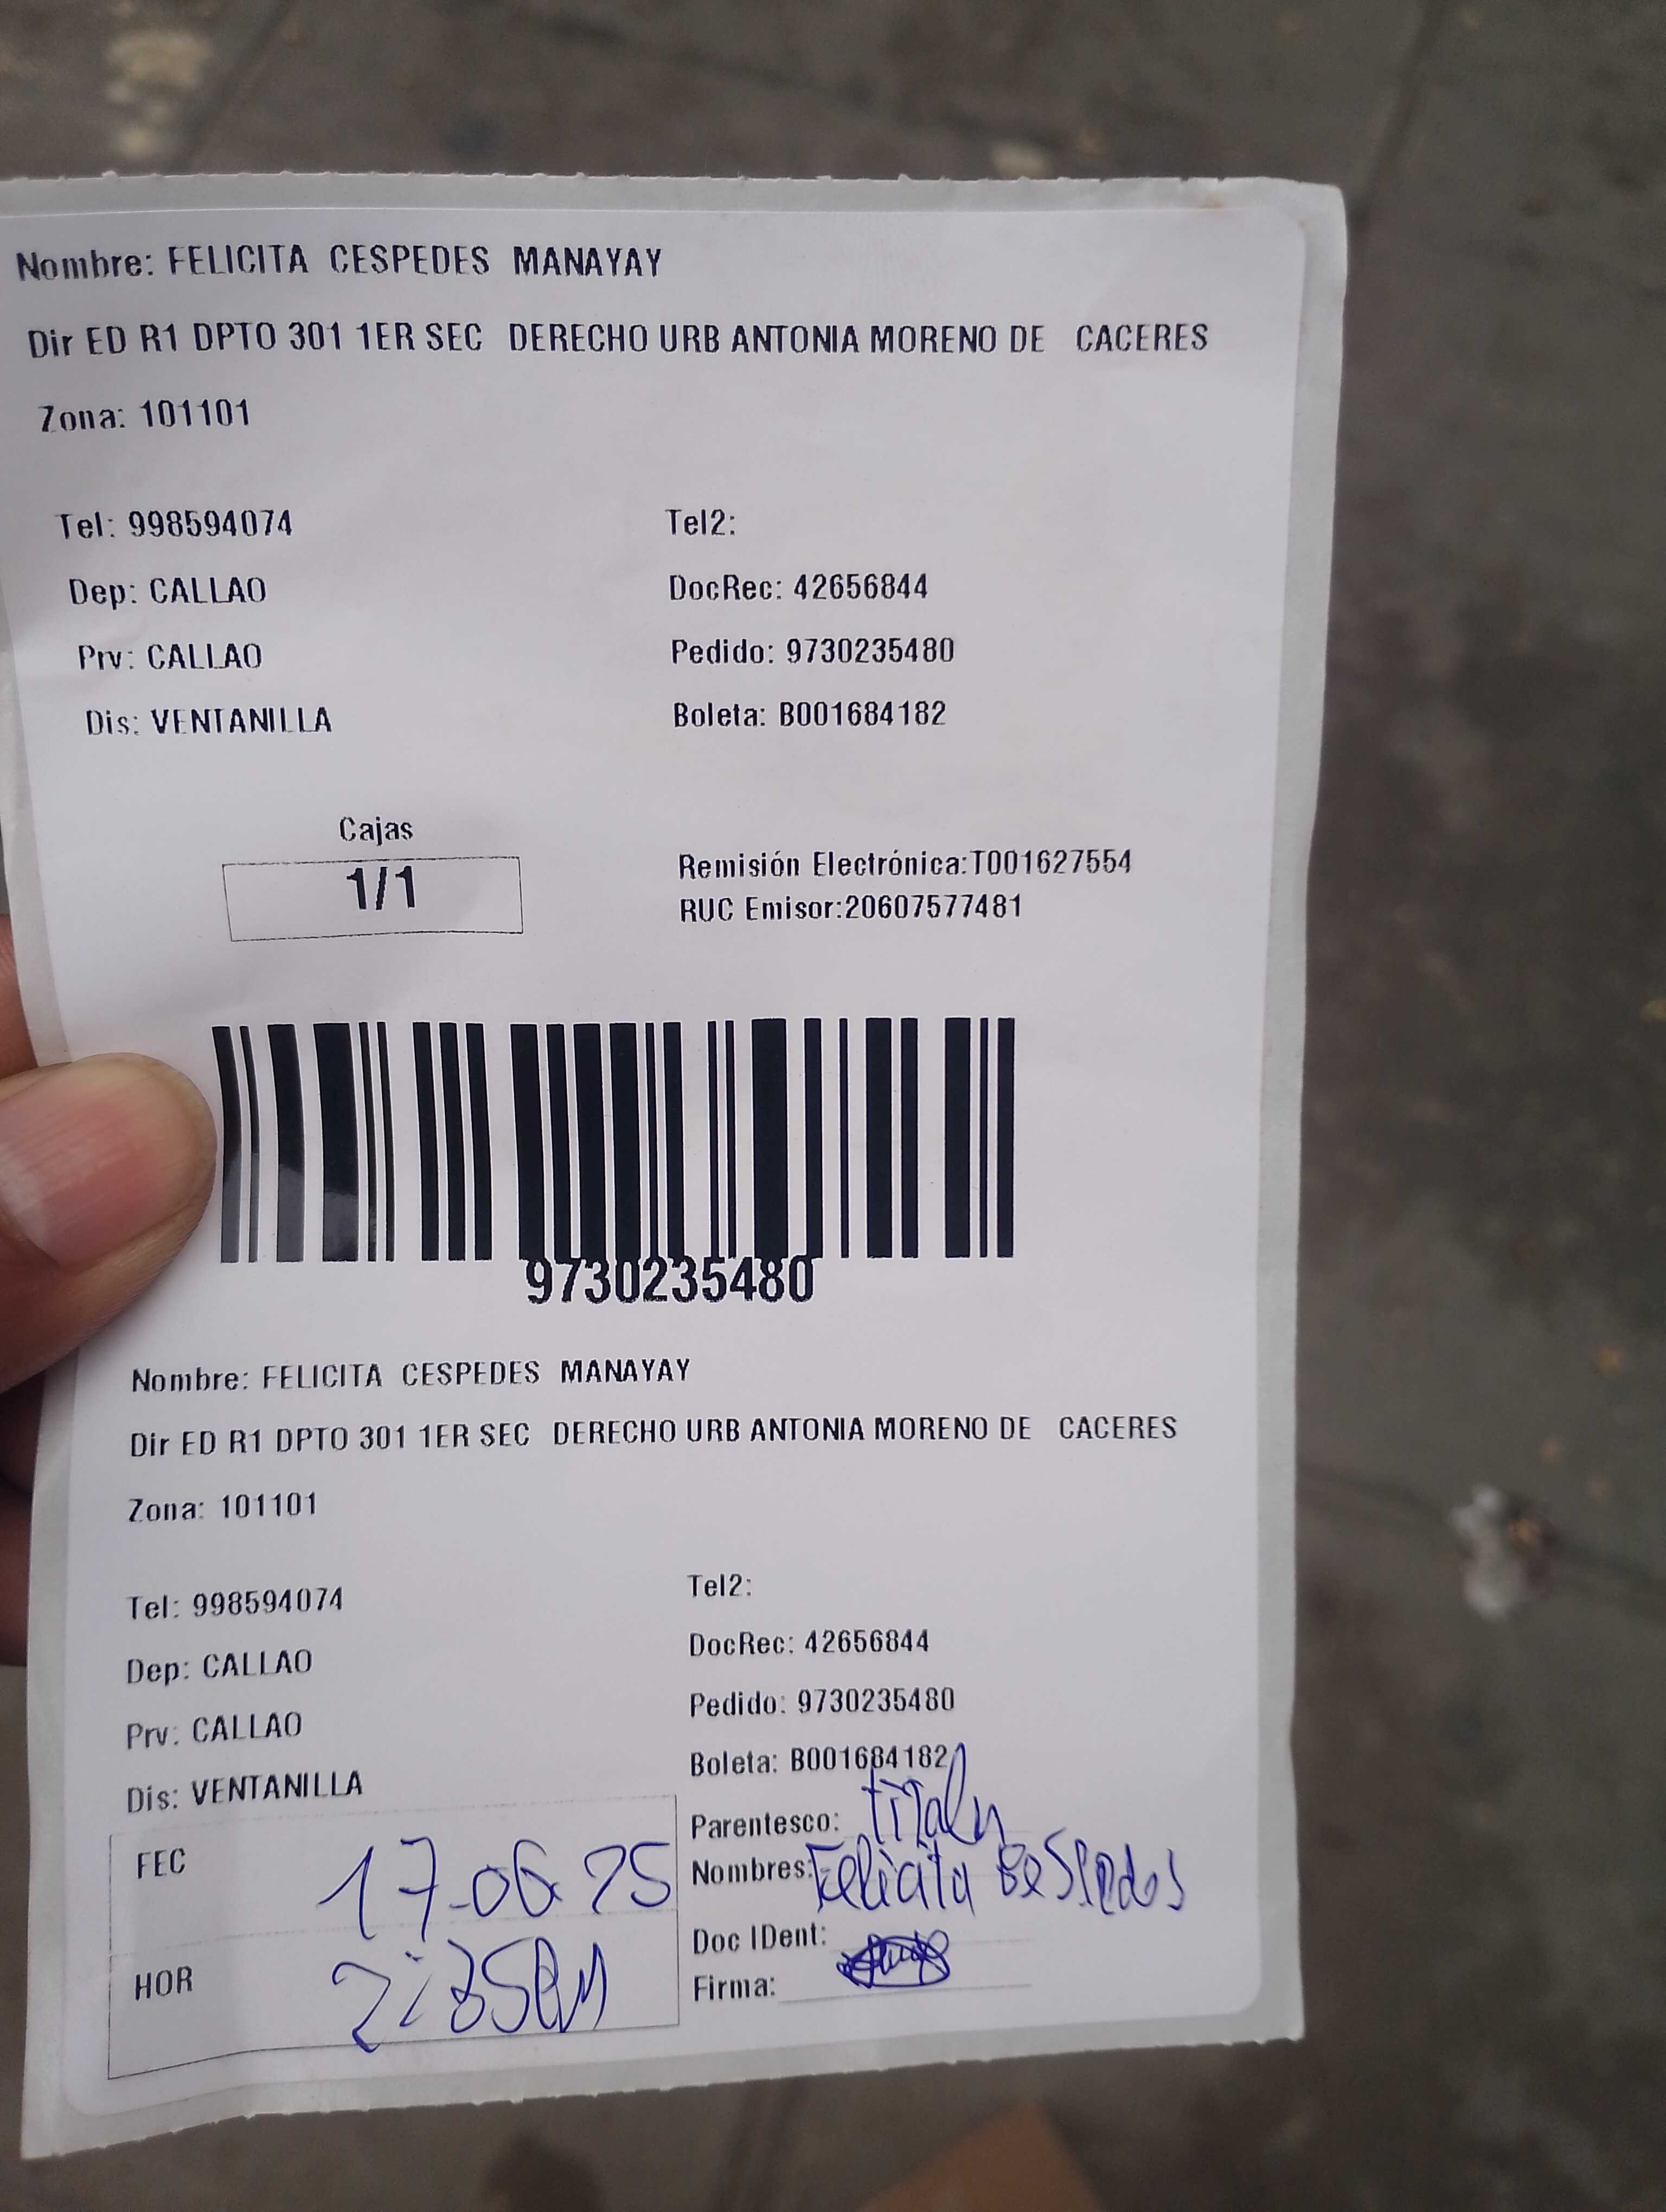 Nombre: FELICITA CESPEDES MANAYAY
Dir ED R1 DPTO 301 1ER SEC DERECHO URB ANTONIA MORENO DE CACERES
Zona: 101101
Tel: 998594074 Tel2:
Dep: CALLAO DocRec: 42656844
Prv: CALLAO Pedido: 9730235480
Dis: VENTANILLA Boleta: B001684182
Cajas
1/1
Remisión Electrónica:T001627554
RUC Emisor:20607577481
9730235480
Nombre: FELICITA CESPEDES MANAYAY
Dir ED R1 DPTO 301 1ER SEC DERECHO URB ANTONIA MORENO DE CACERES
Zona: 101101
Tel: 998594074 Tel2:
Dep: CALLAO DocRec: 42656844
Prv: CALLAO Pedido: 9730235480
Dis: VENTANILLA Boleta: B001684182
Parentesco:
FEC 17-06-25 Nombres: Felicita
Doc IDent:
HOR Firma: